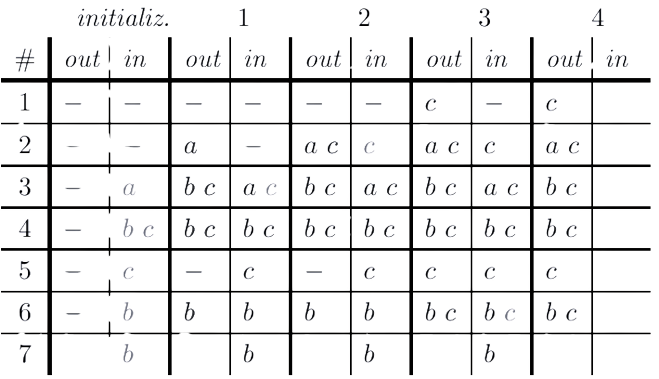 initializ. 1 2 3 4
# out in out in out in out in out in
1 – – – – – – c – c
2 – – a – a c c a c c a c
3 – a b c a c b c a c b c a c b c
4 – b c b c b c b c b c b c b c b c
5 – c – c – c c c c
6 – b b b b b b c b c b c
7 b b b b